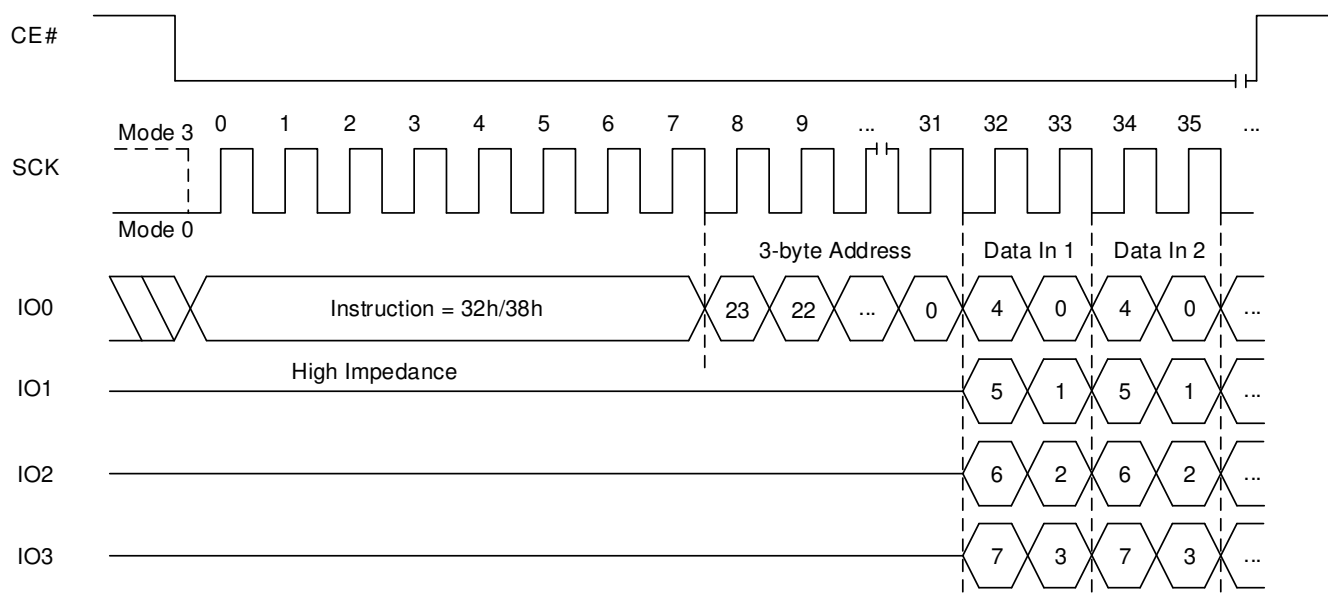 CE#
Mode 3 0 1 2 3 4 5 6 7 8 9 ... 31 32 33 34 35 ...
SCK
Mode 0
3-byte Address Data In 1 Data In 2
IO0 Instruction = 32h/38h 23 22 ... 0 4 0 4 0 ...
High Impedance
IO1 5 1 5 1 ...
IO2 6 2 6 2 ...
IO3 7 3 7 3 ...